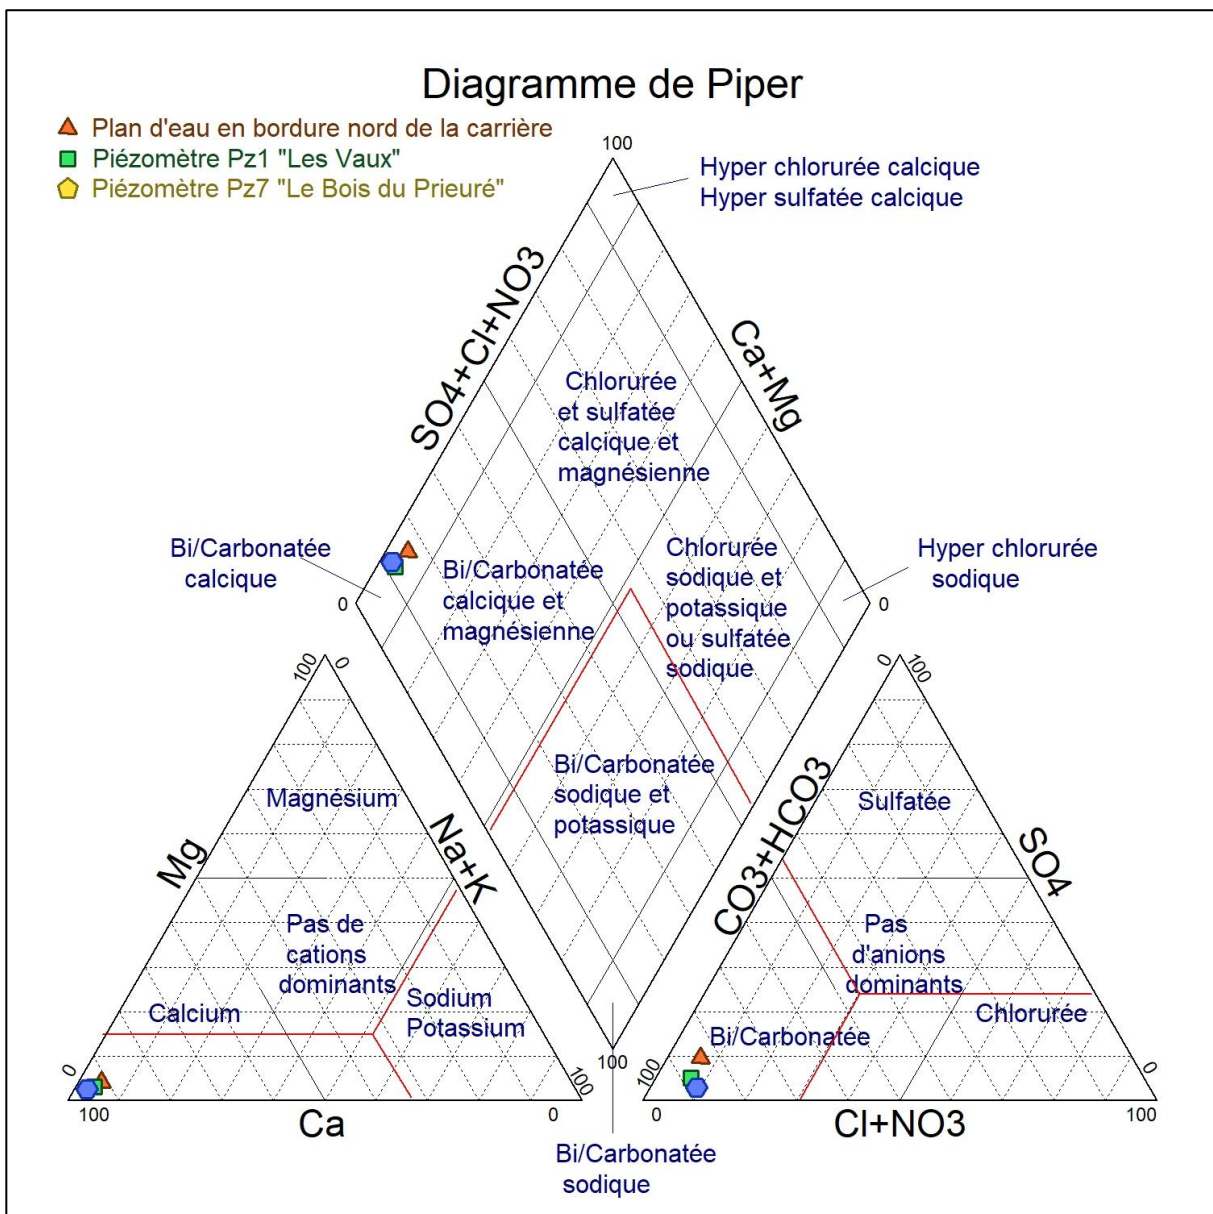 Diagramme de Piper
Plan d'eau en bordure nord de la carrière
Piézomètre Pz1 "Les Vaux"
Piézomètre Pz7 "Le Bois du Prieuré"
100
Hyper chlorurée calcique
Hyper sulfatée calcique
SO4+Cl+NO3
Ca+Mg
Chlorurée
et sulfatée
calcique et
magnésienne
Bi/Carbonatée
calcique
0
Bi/Carbonatée
calcique et
magnésienne
Chlorurée
sodique et
potassique
ou sulfatée
sodique
Hyper chlorurée
sodique
0
Bi/Carbonatée
sodique et
potassique
100
Bi/Carbonatée
sodique
100
0
Mg
Na+K
Magnésium
Pas de
cations
dominants
Calcium
Sodium
Potassium
0
100
100
0
Ca
0
100
CO3+HCO3
SO4
Sulfatée
Pas
d'anions
dominants
Chlorurée
Bi/Carbonatée
100
0
0
100
Cl+NO3